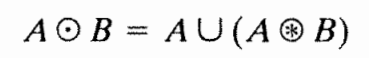 A ⊙ B = A ∪ (A ⊛ B)